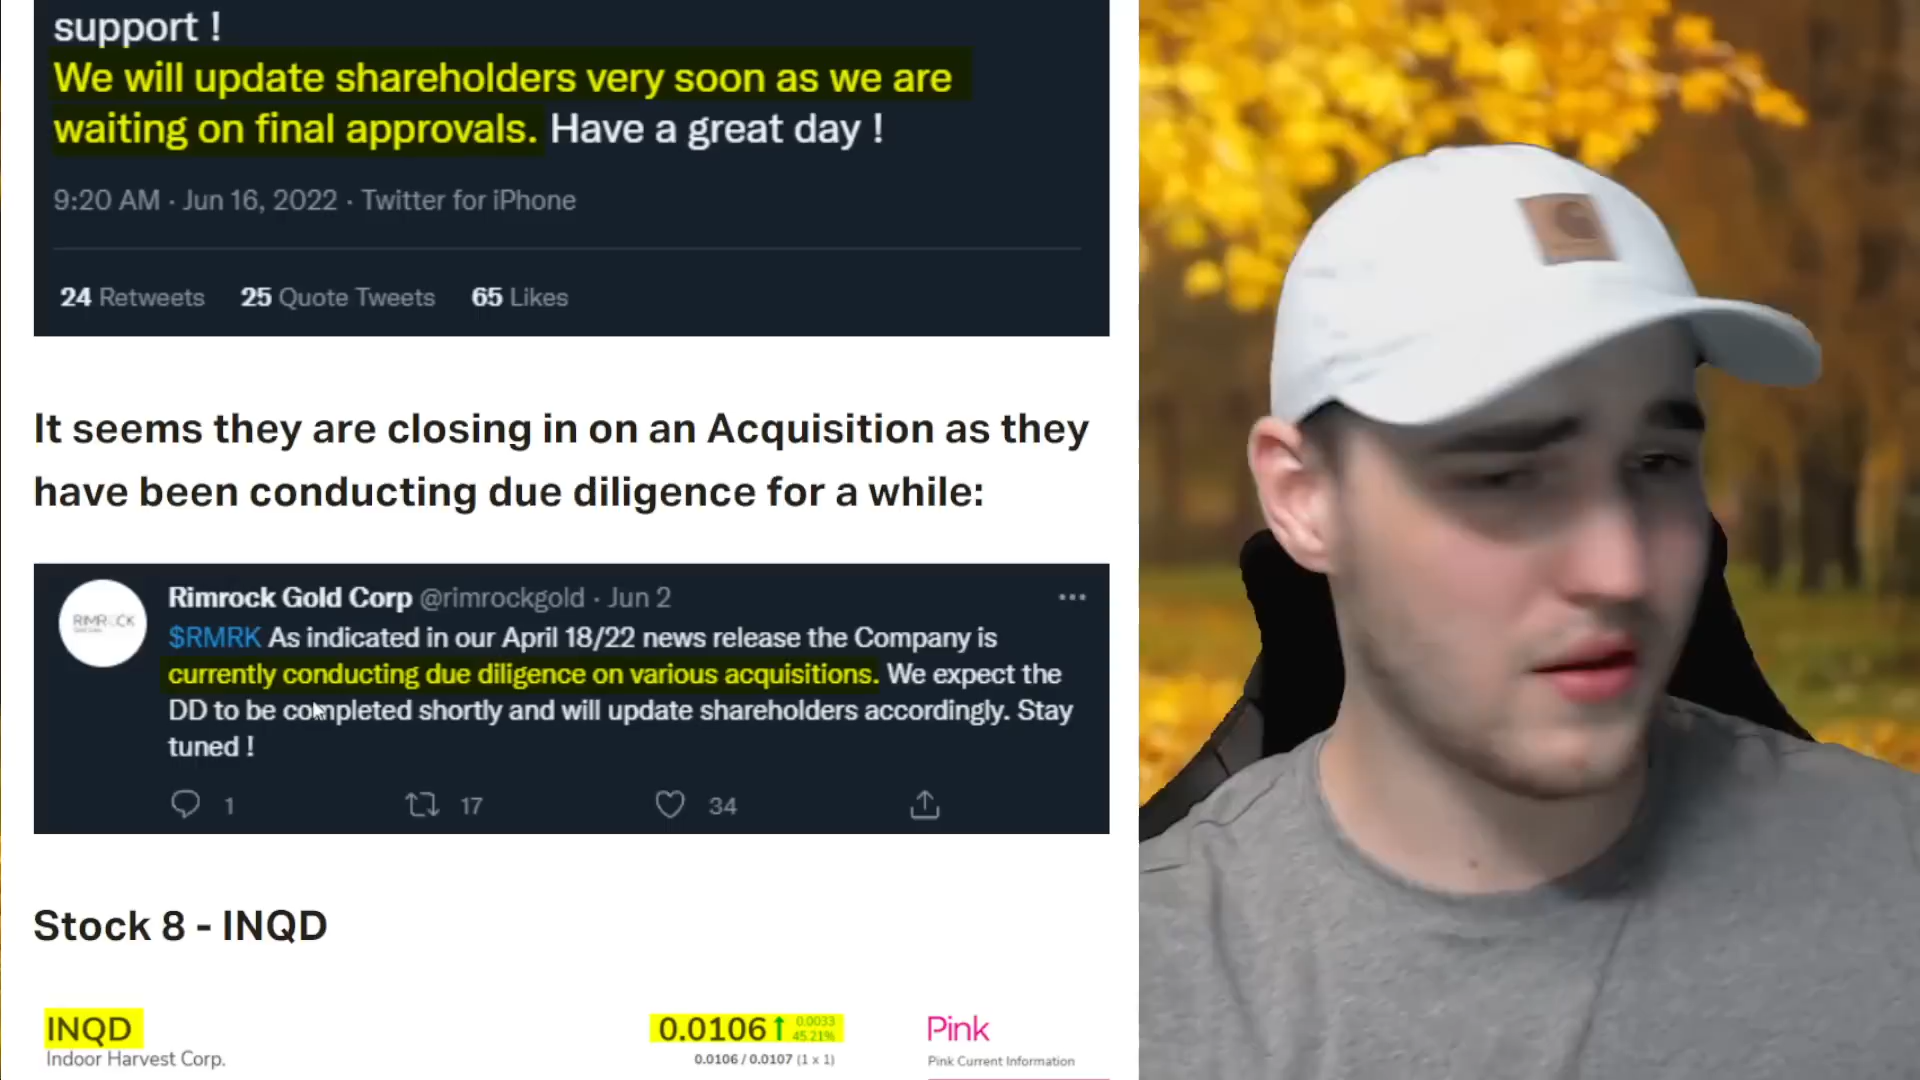 support !
We will update shareholders very soon as we are
waiting on final approvals. Have a great day !
9:20 AM · Jun 16, 2022 · Twitter for iPhone
24 Retweets 25 Quote Tweets 65 Likes
It seems they are closing in on an Acquisition as they
have been conducting due diligence for a while:
RIMROCK
Rimrock Gold Corp @rimrockgold · Jun 2
$RMRK As indicated in our April 18/22 news release the Company is
currently conducting due diligence on various acquisitions. We expect the
DD to be completed shortly and will update shareholders accordingly. Stay
tuned !
1 17 34
Stock 8 - INQD
INQD 0.0106 0.0033 45.21% Pink
Indoor Harvest Corp. 0.0106 / 0.0107 (1 x 1) Pink Current Information